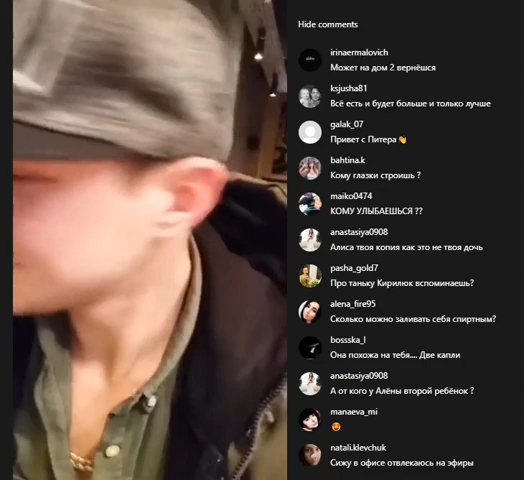 Hide comments
irinaermalovich
Может на дом 2 вернёшся
ksjusha81
Всё есть и будет больше и только лучше
galak_07
Привет с Питера 👏
bahtina.k
Кому глазки строишь ?
maiko0474
КОМУ УЛЫБАЕШЬСЯ ??
anastasiya0908
Алиса твоя копия как это не твоя дочь
pasha_gold7
Про таньку Кирилюк вспоминаешь?
alena_fire95
Сколько можно заливать себя спиртным?
bossska_l
Она похожа на тебя.... Две капли
anastasiya0908
А от кого у Алёны второй ребёнок ?
manaeva_mi
😍
natali.klevchuk
Сижу в офисе отвлекаюсь на эфиры